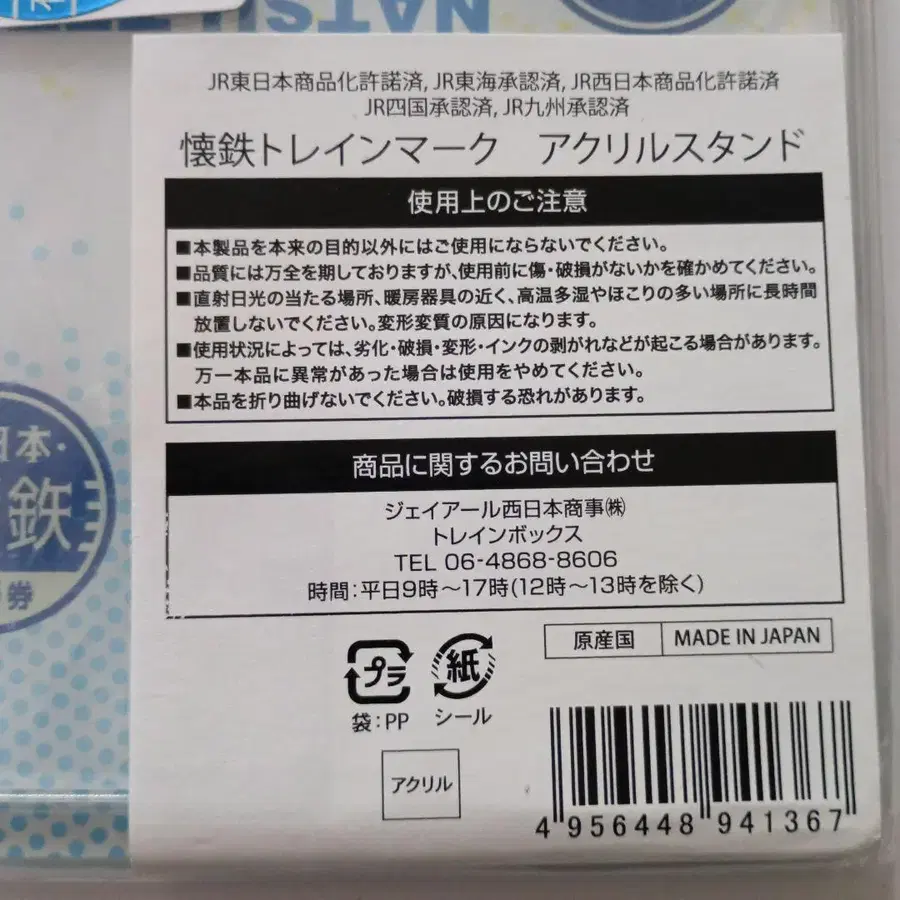 NATSU
JR東日本商品化許諾済, JR東海承認済, JR西日本商品化許諾済
JR四国承認済, JR九州承認済
懐鉄トレインマーク　アクリルスタンド
使用上のご注意
■本製品を本来の目的以外にはご使用にならないでください。
■品質には万全を期しておりますが、使用前に傷・破損がないかを確かめてください。
■直射日光の当たる場所、暖房器具の近く、高温多湿やほこりの多い場所に長時間
放置しないでください。変形変質の原因になります。
■使用状況によっては、劣化・破損・変形・インクの剥がれなどが起こる場合があります。
万一本品に異常があった場合は使用をやめてください。
■本品を折り曲げないでください。破損する恐れがあります。
日本・
鉄
券
商品に関するお問い合わせ
ジェイアール西日本商事㈱
トレインボックス
TEL 06-4868-8606
時間:平日9時～17時(12時～13時を除く)
原産国 MADE IN JAPAN
プラ 紙
袋:PP シール
アクリル
4 956448 941367